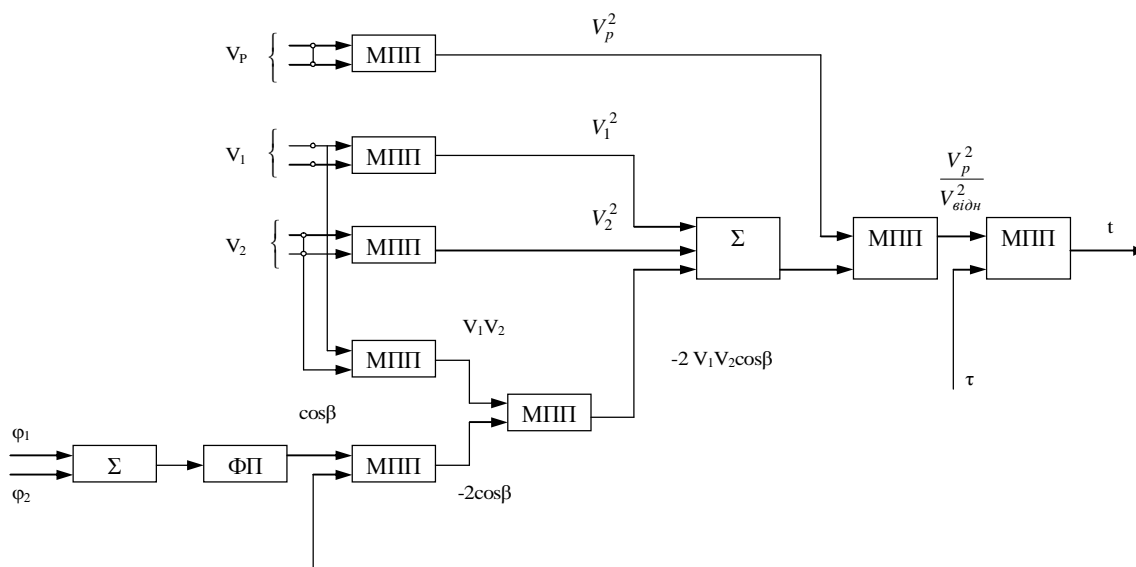 V_P
МПП
V_p^2
V_1
МПП
V_1^2
V_2
МПП
V_2^2
Σ
МПП
V_p^2 / V_відн^2
МПП
t
τ
V_1V_2
МПП
-2 V_1V_2cosβ
МПП
cosβ
φ_1
φ_2
Σ
ФП
МПП
-2cosβ